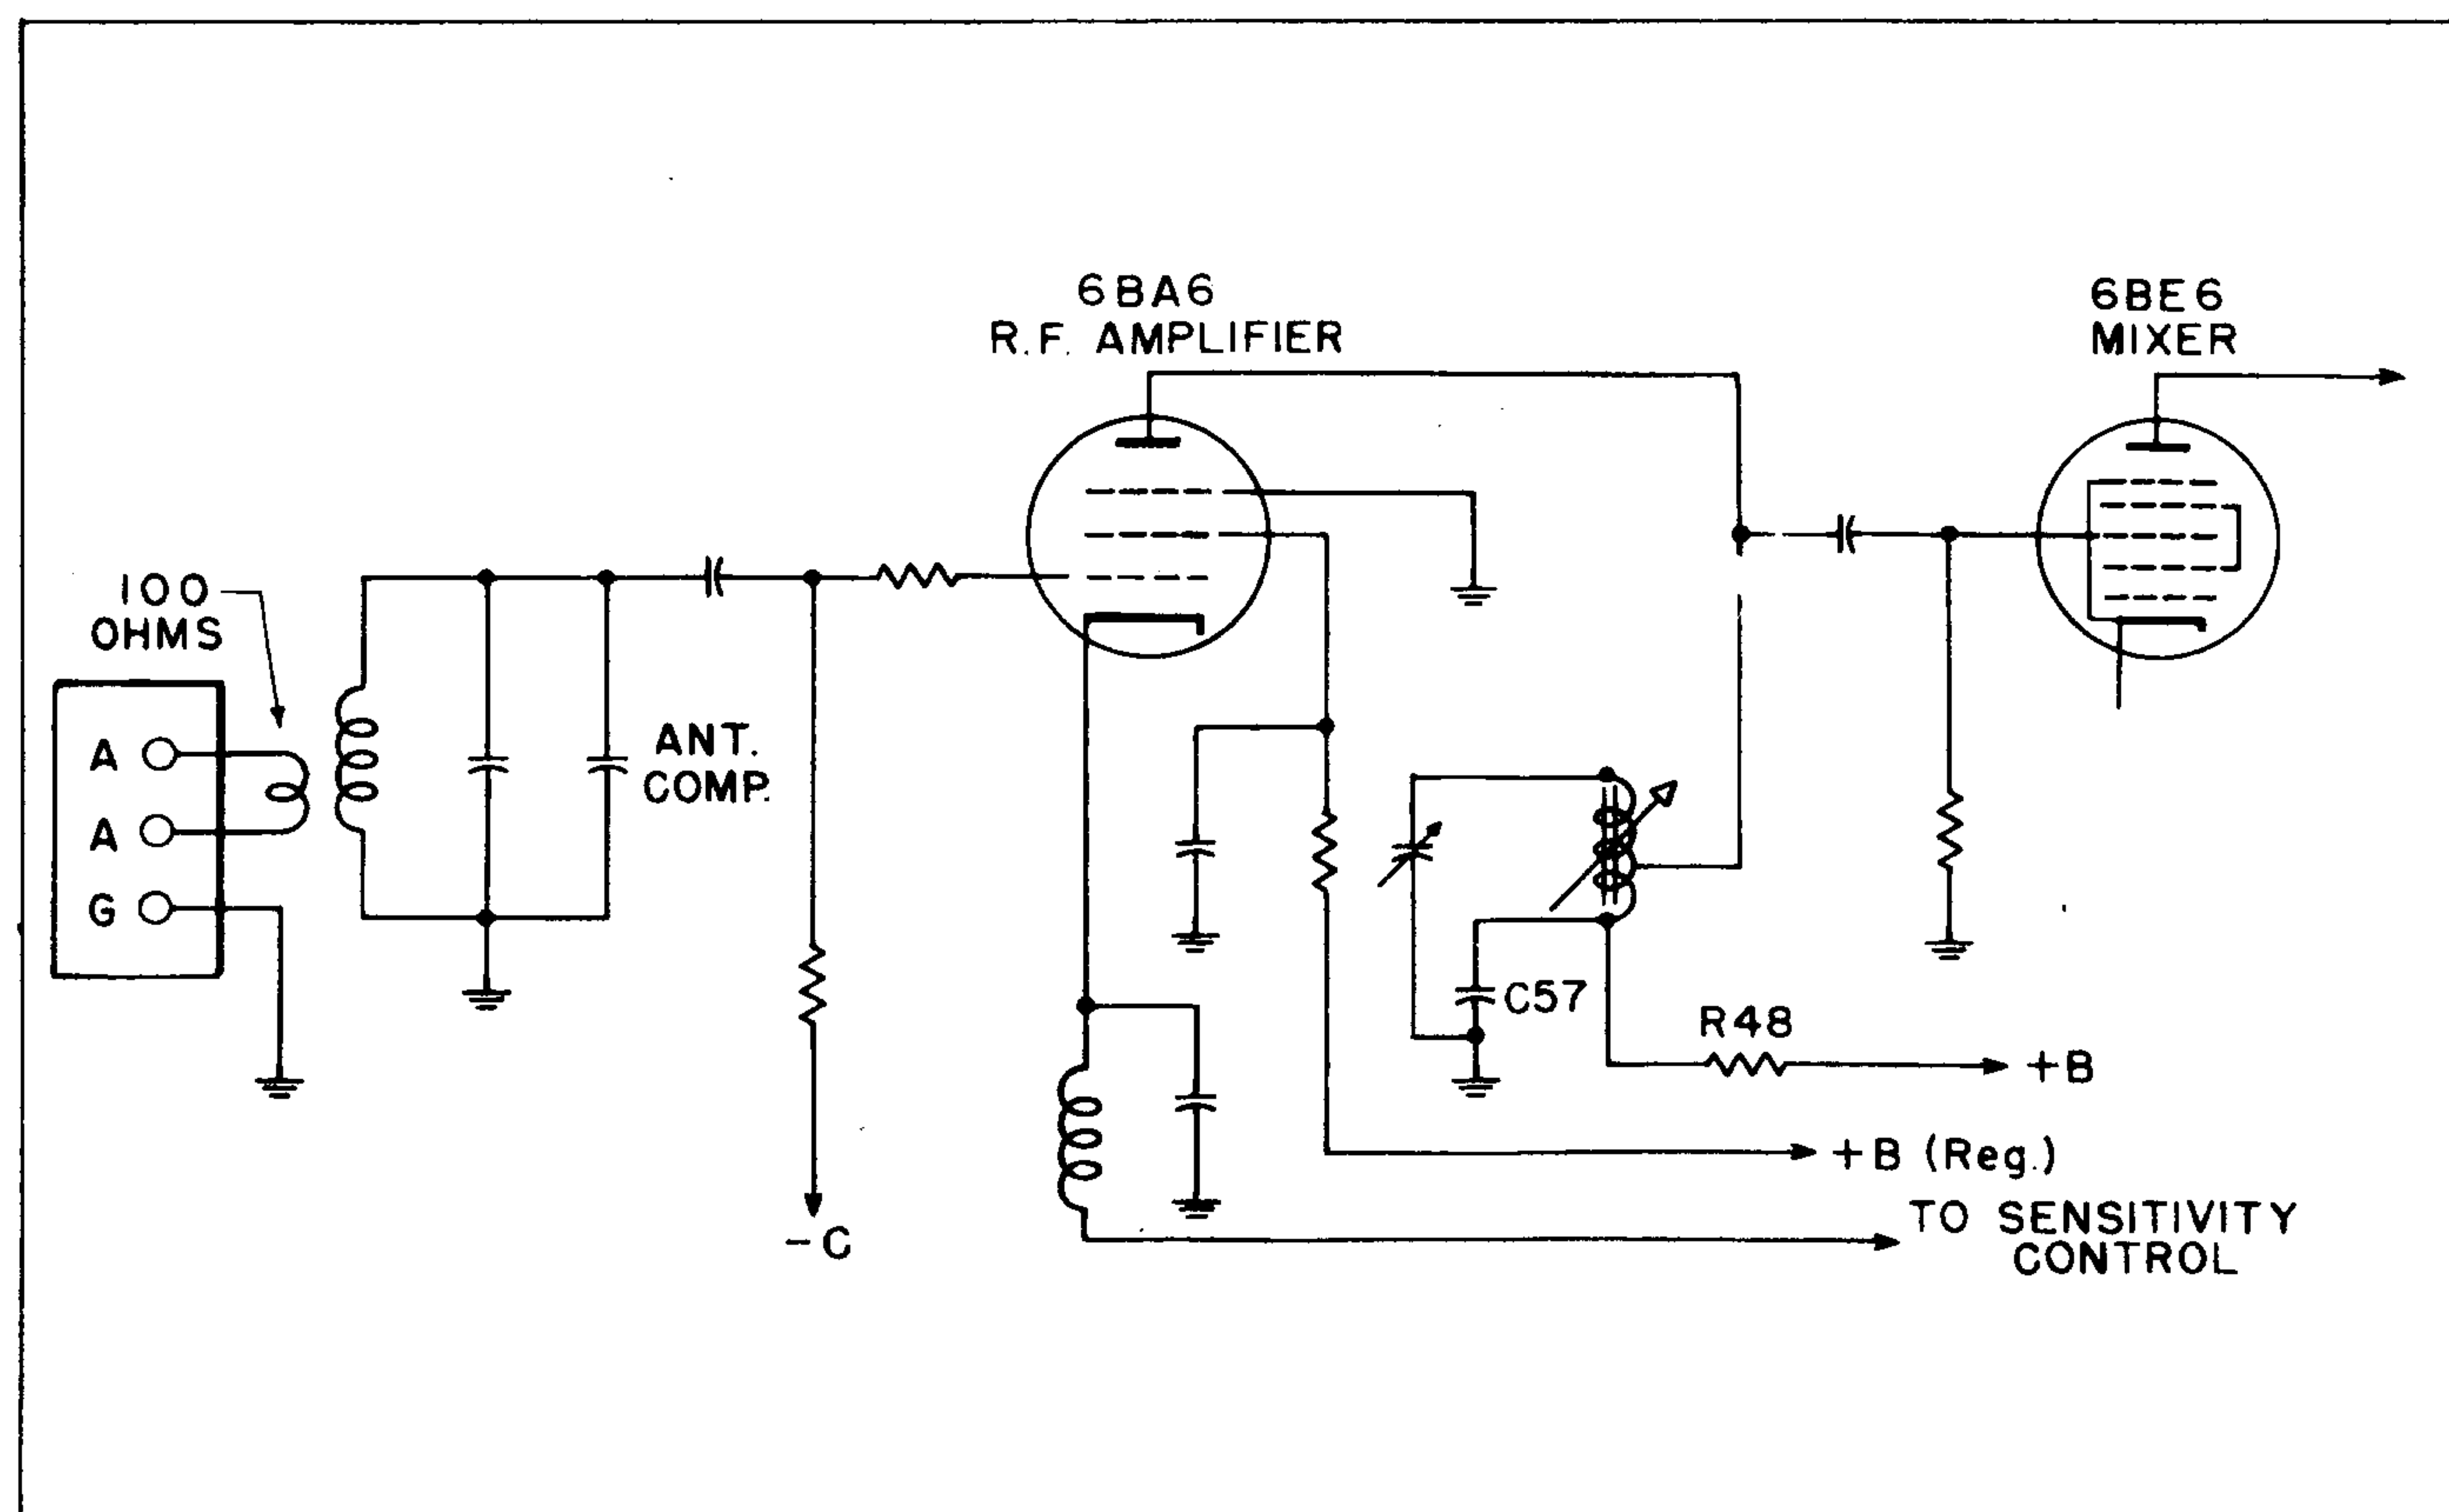 6BA6
R.F. AMPLIFIER
6BE6
MIXER
100
OHMS
A
A
G
ANT.
COMP.
C57
R48
+B
+B (Reg.)
-C
TO SENSITIVITY
CONTROL